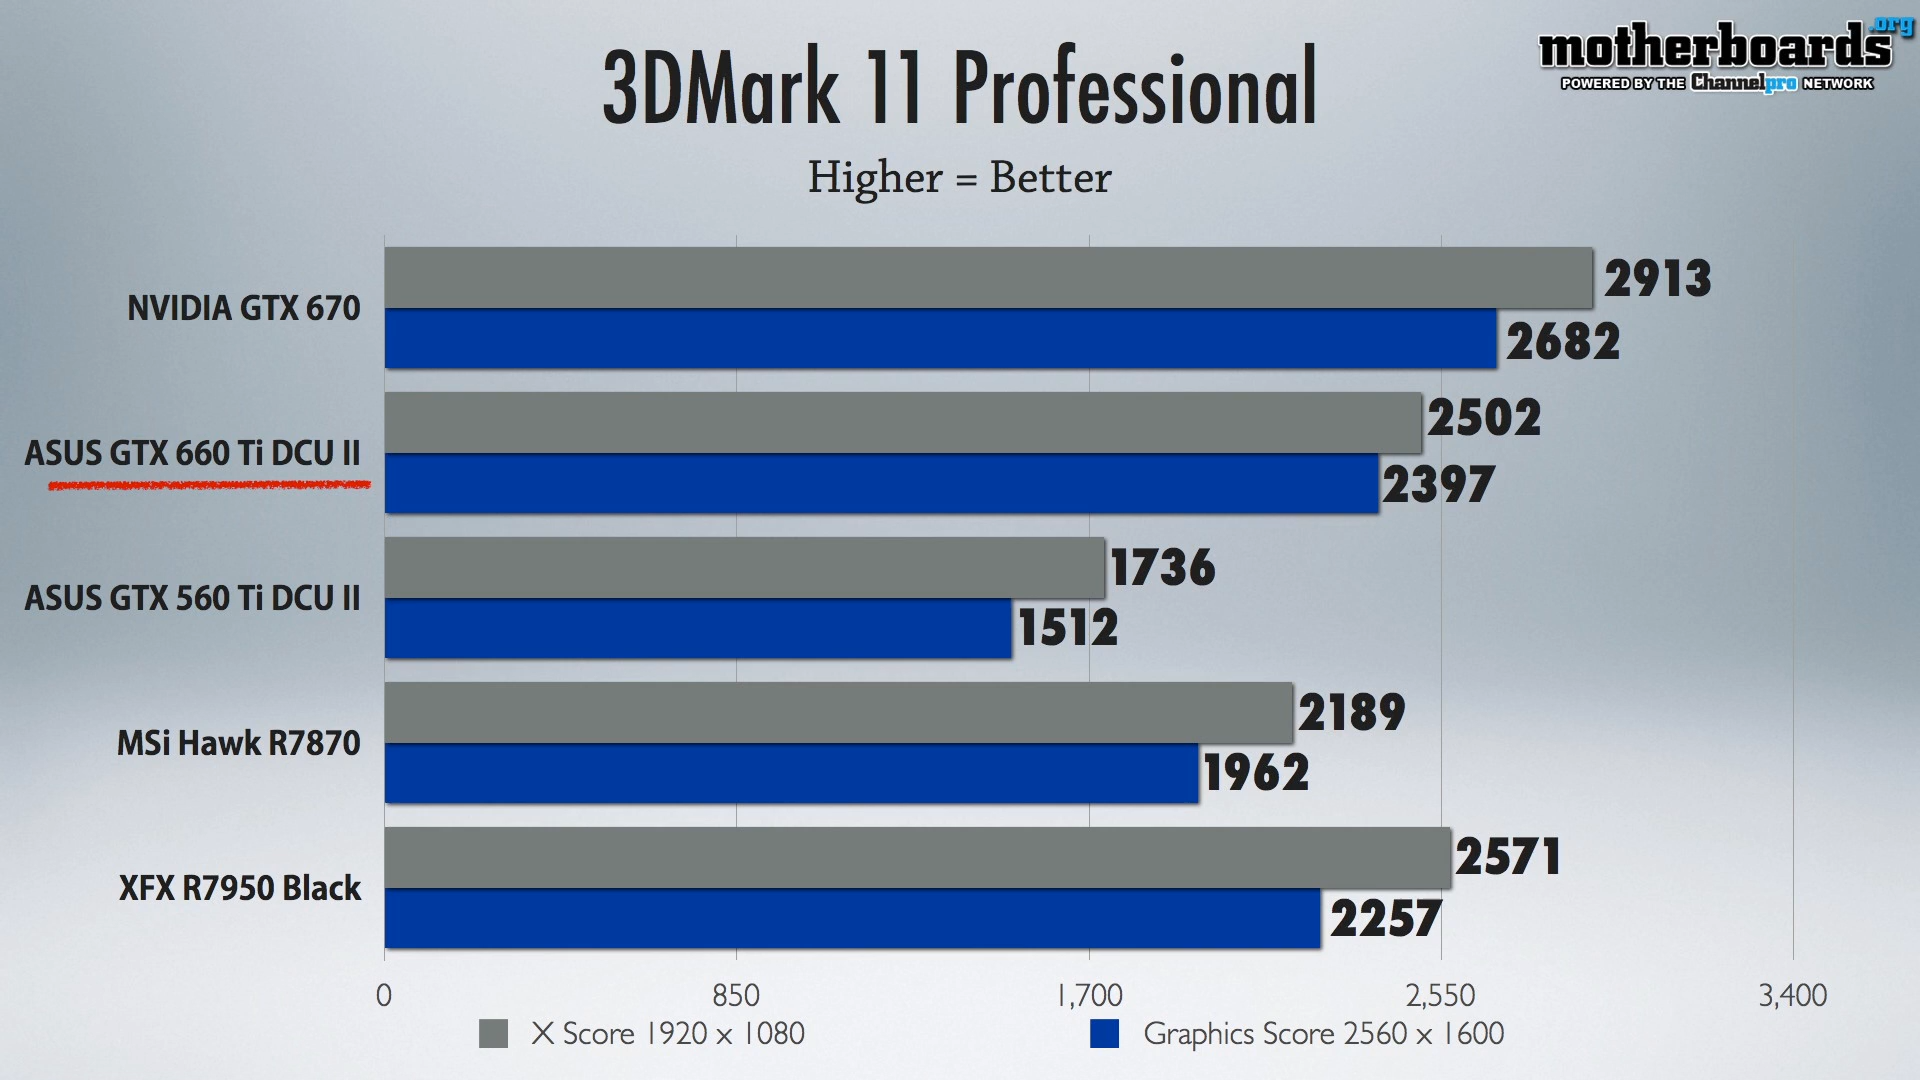 motherboards.org
POWERED BY THE Channelpro NETWORK
3DMark 11 Professional
Higher = Better
NVIDIA GTX 670
2913
2682
ASUS GTX 660 Ti DCU II
2502
2397
ASUS GTX 560 Ti DCU II
1736
1512
MSi Hawk R7870
2189
1962
XFX R7950 Black
2571
2257
0 850 1,700 2,550 3,400
X Score 1920 x 1080 Graphics Score 2560 x 1600